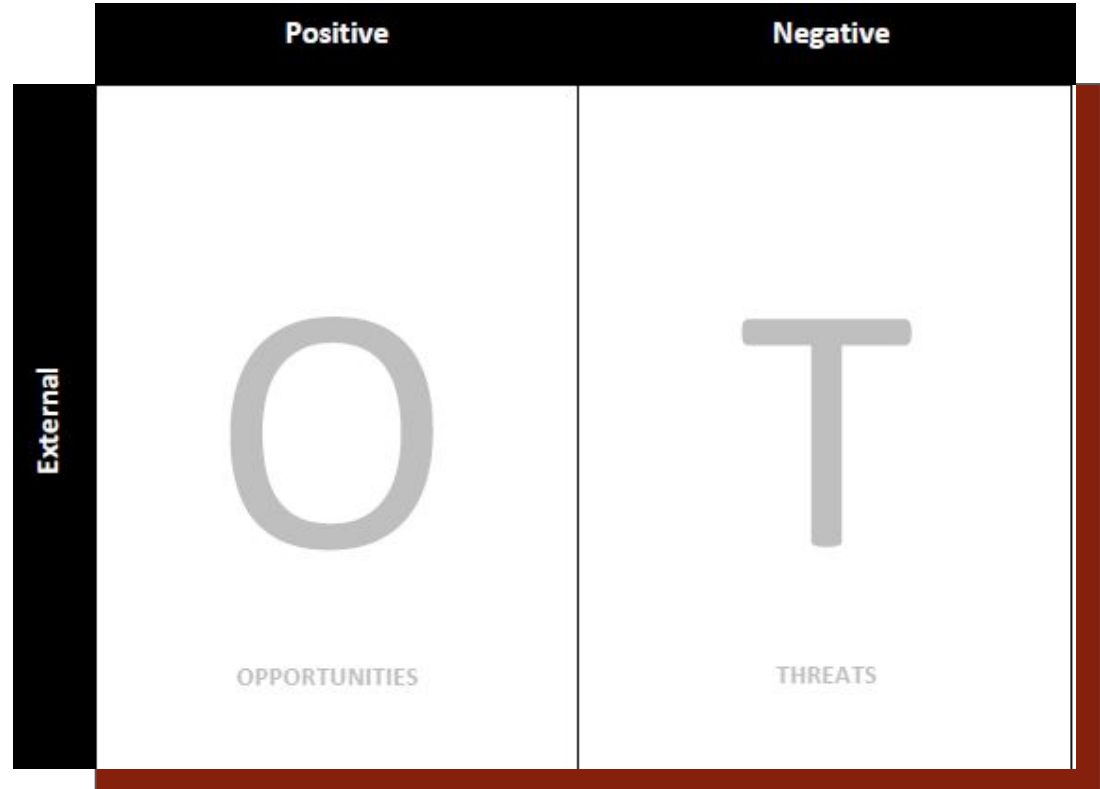 Positive
Negative
External
O
T
OPPORTUNITIES
THREATS